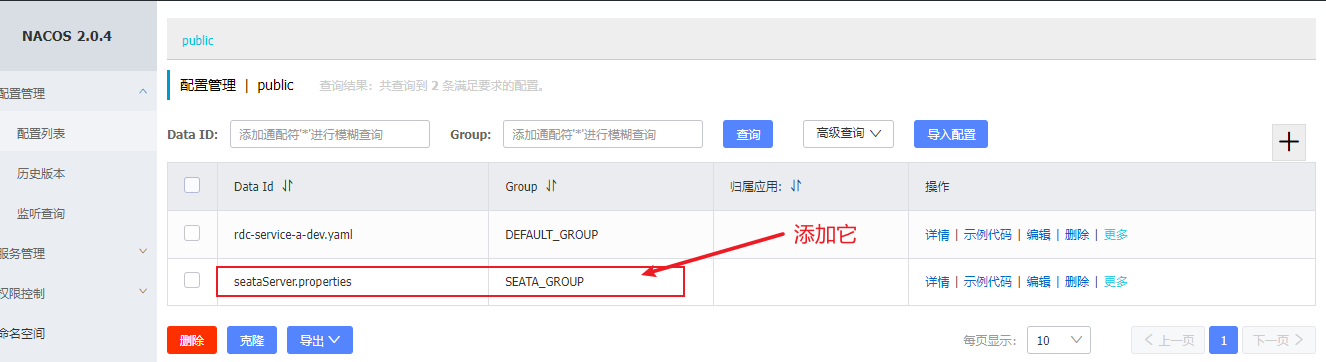 NACOS 2.0.4
public
配置管理
配置管理 | public 查询结果：共查询到 2 条满足要求的配置。
配置列表
Data ID: 添加通配符'*'进行模糊查询 Group: 添加通配符'*'进行模糊查询 查询 高级查询 导入配置
历史版本
Data Id Group 归属应用: 操作
监听查询
rdc-service-a-dev.yaml DEFAULT_GROUP 详情 | 示例代码 | 编辑 | 删除 | 更多
添加它
服务管理
seataServer.properties SEATA_GROUP 详情 | 示例代码 | 编辑 | 删除 | 更多
权限控制
命名空间
删除 克隆 导出 每页显示: 10 上一页 1 下一页